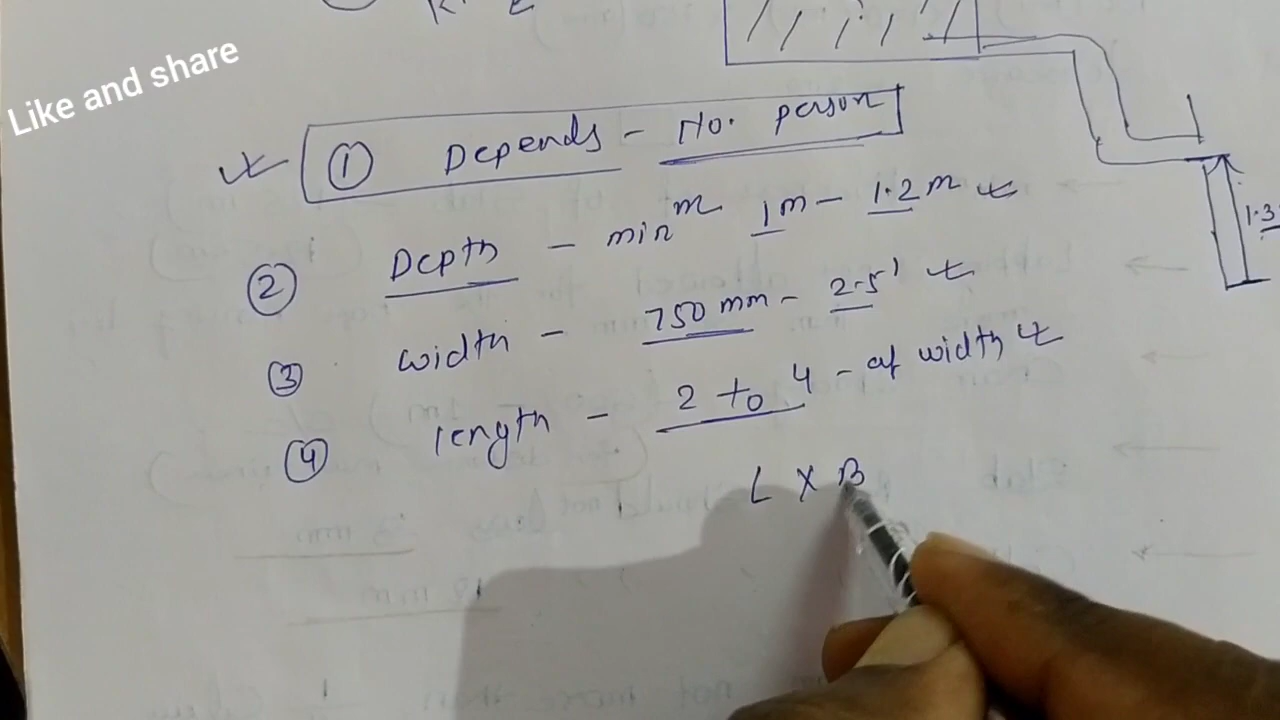 Like and share
① Depends - No. person
② Depth - minᵐ 1m - 1.2m
1.3
③ width - 750 mm - 2.5'
④ length - 2 to 4 - of width
L X B